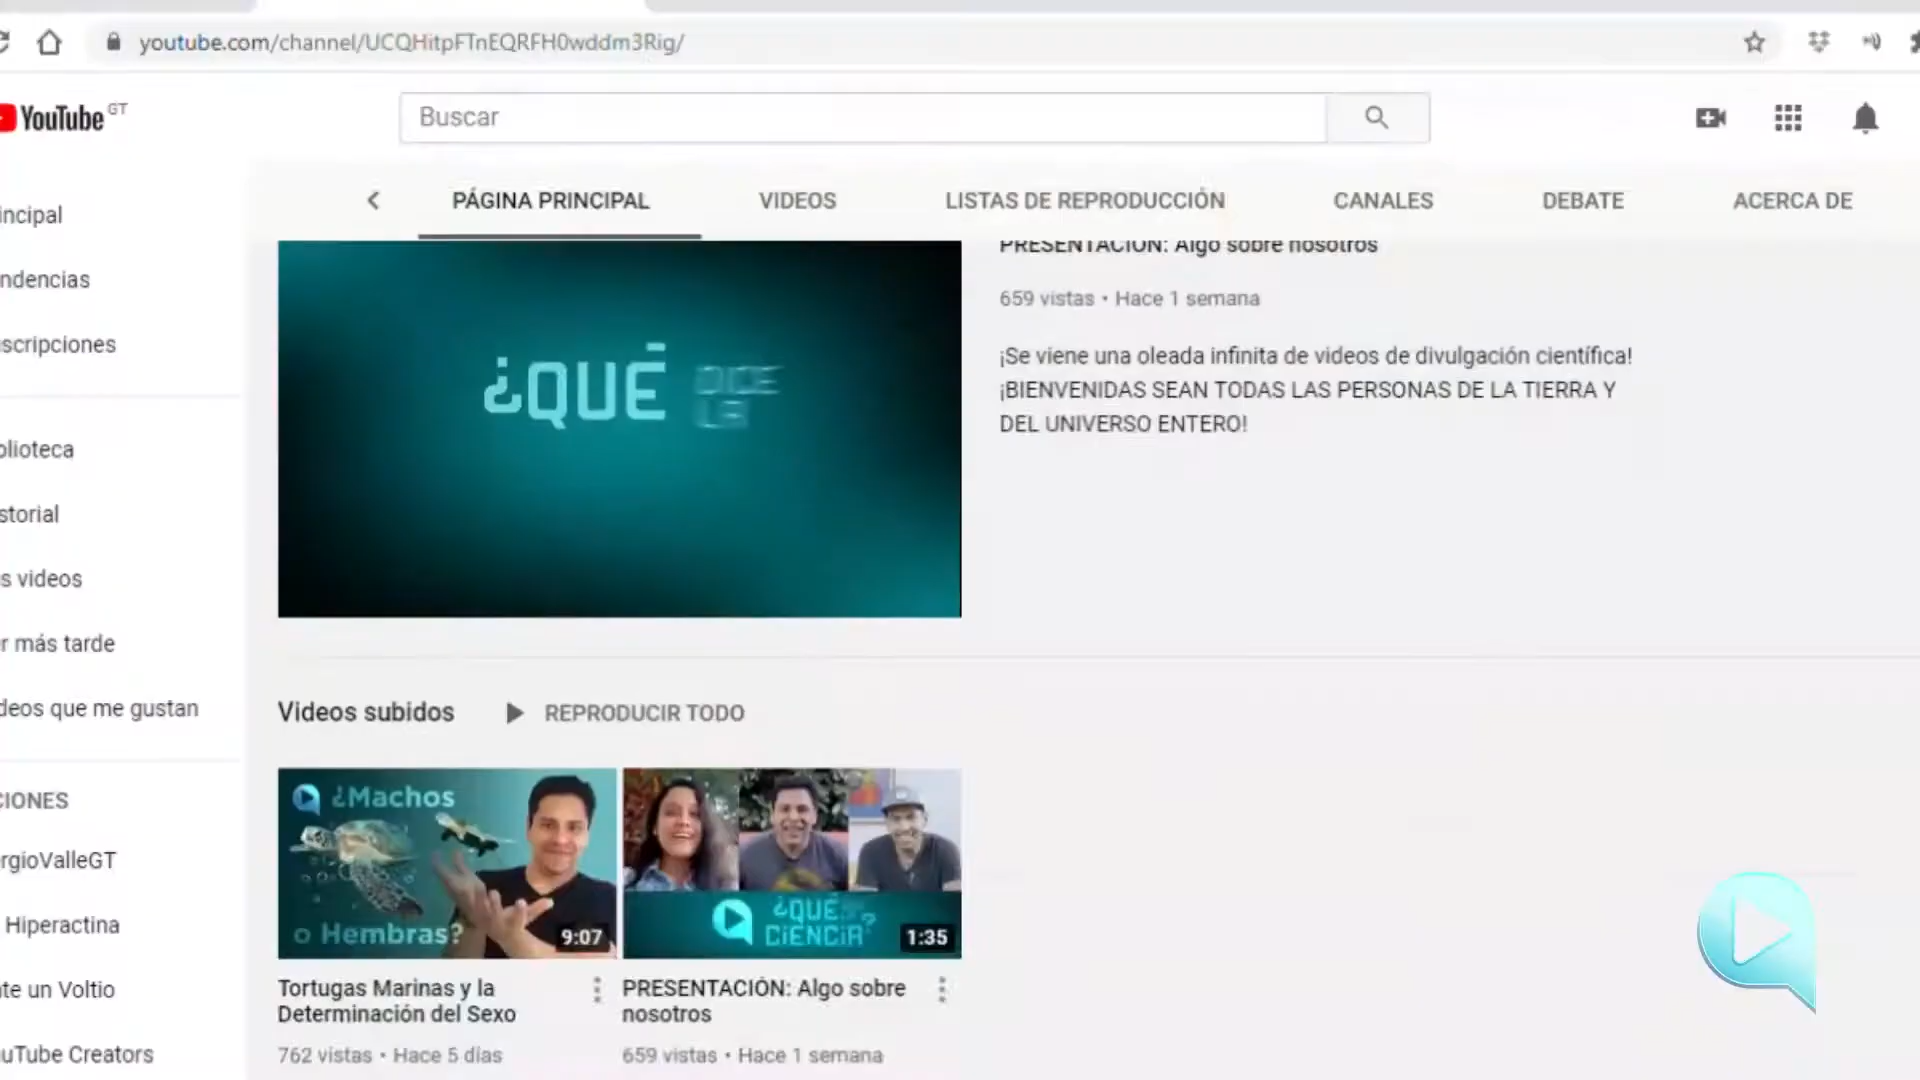 youtube.com/channel/UCQHitpFTnEQRFH0wddm3Rig/
YouTube GT
Buscar
PÁGINA PRINCIPAL
VIDEOS
LISTAS DE REPRODUCCIÓN
CANALES
DEBATE
ACERCA DE
incipal
ndencias
scripciones
blioteca
storial
s videos
r más tarde
deos que me gustan
CIONES
ergioValleGT
Hiperactina
te un Voltio
uTube Creators
¿QUÉ DICE LA
PRESENTACIÓN: Algo sobre nosotros
659 vistas • Hace 1 semana
¡Se viene una oleada infinita de videos de divulgación científica!
¡BIENVENIDAS SEAN TODAS LAS PERSONAS DE LA TIERRA Y
DEL UNIVERSO ENTERO!
Videos subidos
REPRODUCIR TODO
¿Machos
o Hembras?
9:07
¿QUÉ
CIENCIA?
1:35
Tortugas Marinas y la
Determinación del Sexo
762 vistas • Hace 5 días
PRESENTACIÓN: Algo sobre
nosotros
659 vistas • Hace 1 semana